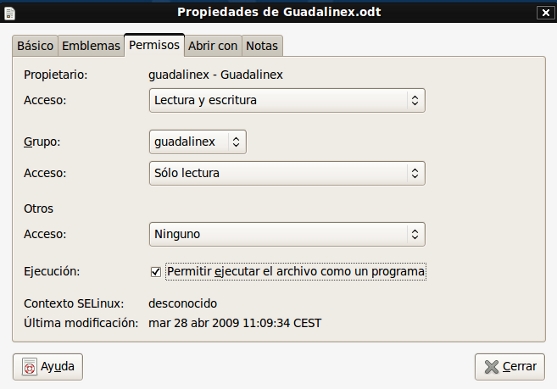 Propiedades de Guadalinex.odt
Básico Emblemas Permisos Abrir con Notas
Propietario: guadalinex - Guadalinex
Acceso: Lectura y escritura
Grupo: guadalinex
Acceso: Sólo lectura
Otros
Acceso: Ninguno
Ejecución: Permitir ejecutar el archivo como un programa
Contexto SELinux: desconocido
Última modificación: mar 28 abr 2009 11:09:34 CEST
Ayuda Cerrar